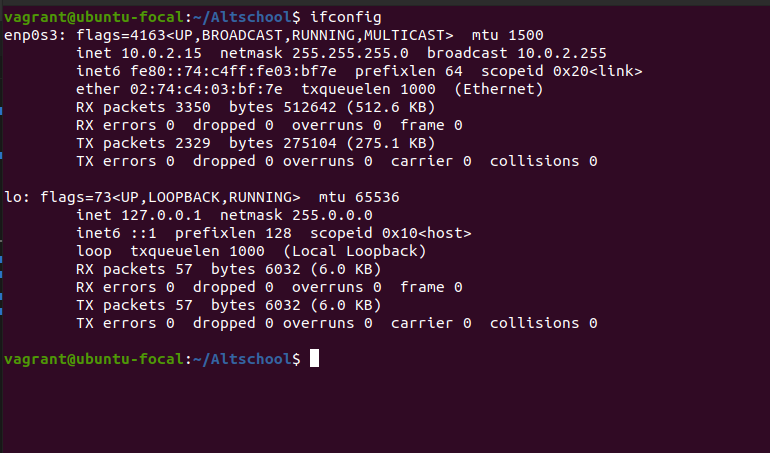 vagrant@ubuntu-focal:~/Altschool$ ifconfig
enp0s3: flags=4163<UP,BROADCAST,RUNNING,MULTICAST>  mtu 1500
        inet 10.0.2.15  netmask 255.255.255.0  broadcast 10.0.2.255
        inet6 fe80::74:c4ff:fe03:bf7e  prefixlen 64  scopeid 0x20<link>
        ether 02:74:c4:03:bf:7e  txqueuelen 1000  (Ethernet)
        RX packets 3350  bytes 512642 (512.6 KB)
        RX errors 0  dropped 0  overruns 0  frame 0
        TX packets 2329  bytes 275104 (275.1 KB)
        TX errors 0  dropped 0 overruns 0  carrier 0  collisions 0

lo: flags=73<UP,LOOPBACK,RUNNING>  mtu 65536
        inet 127.0.0.1  netmask 255.0.0.0
        inet6 ::1  prefixlen 128  scopeid 0x10<host>
        loop  txqueuelen 1000  (Local Loopback)
        RX packets 57  bytes 6032 (6.0 KB)
        RX errors 0  dropped 0  overruns 0  frame 0
        TX packets 57  bytes 6032 (6.0 KB)
        TX errors 0  dropped 0 overruns 0  carrier 0  collisions 0

vagrant@ubuntu-focal:~/Altschool$